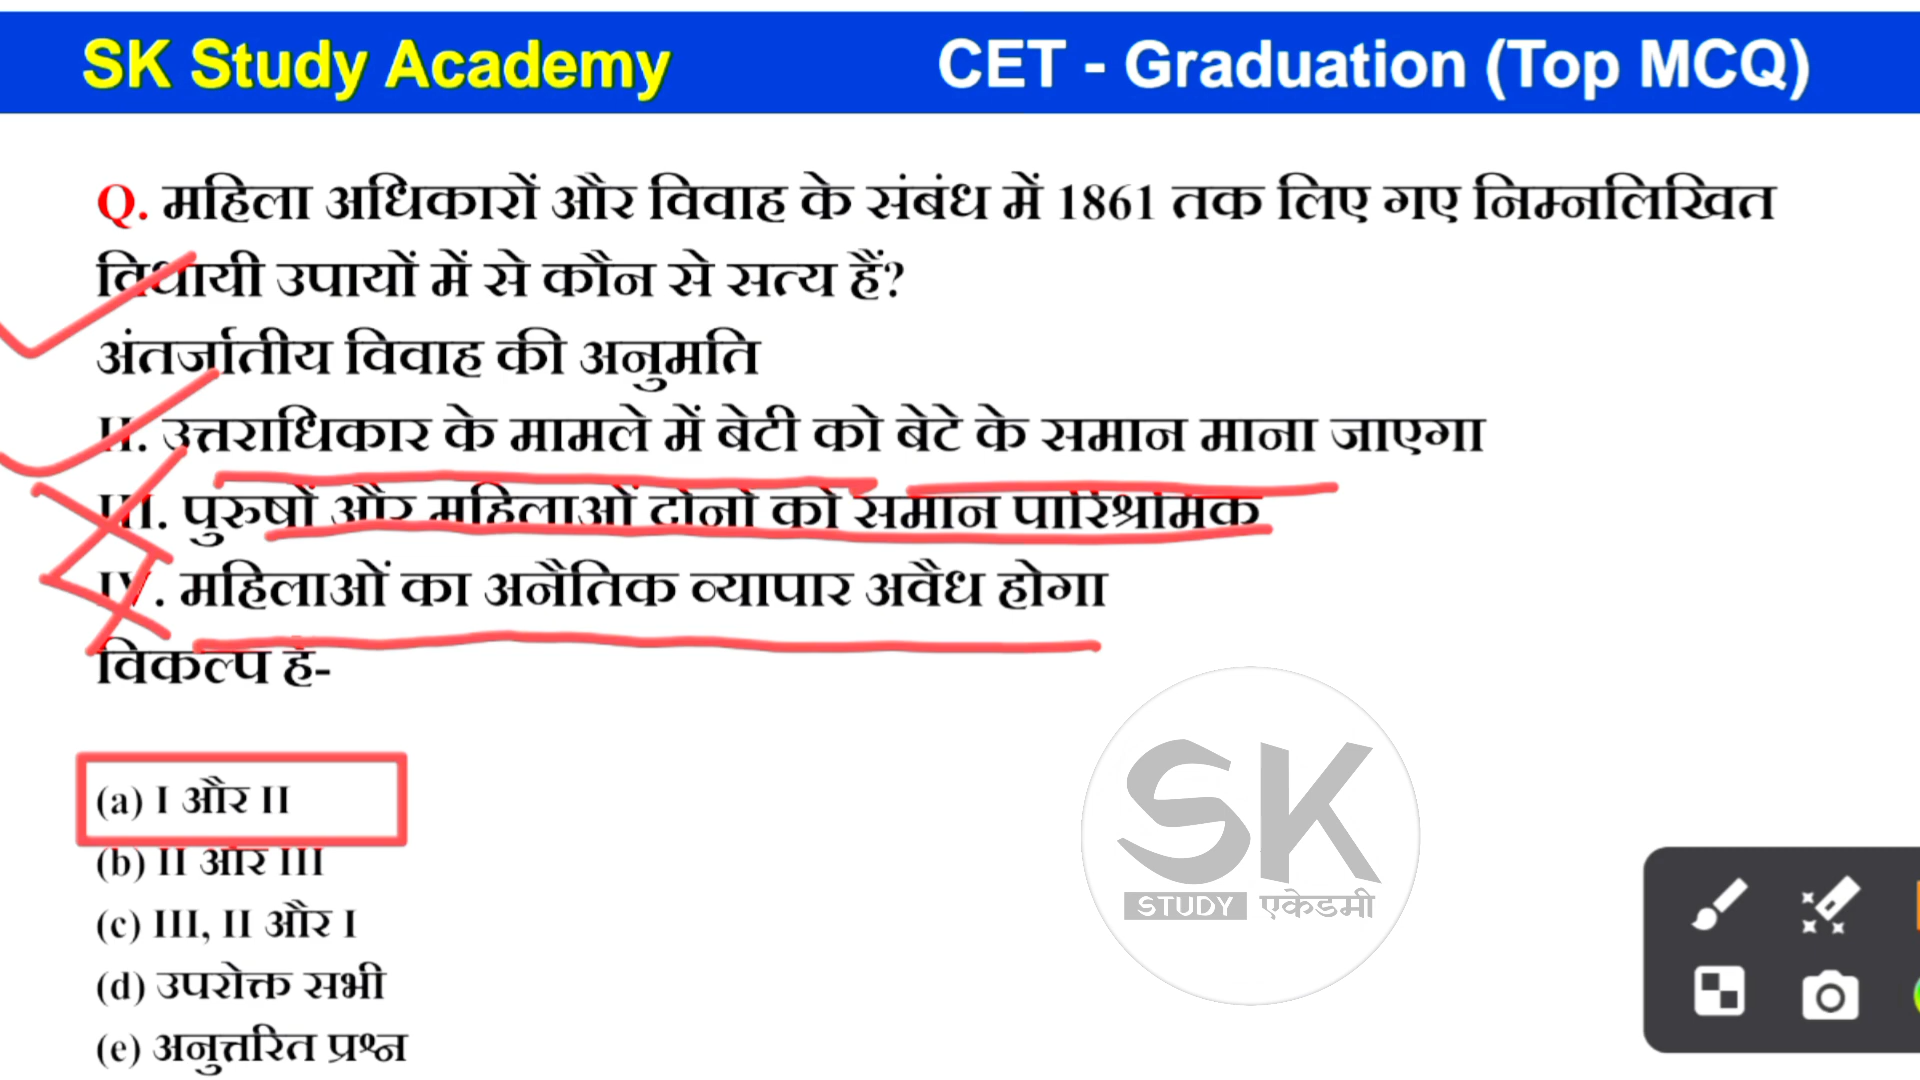 SK Study Academy
CET - Graduation (Top MCQ)
Q. महिला अधिकारों और विवाह के संबंध में 1861 तक लिए गए निम्नलिखित
विधायी उपायों में से कौन से सत्य हैं?
अंतर्जातीय विवाह की अनुमति
II. उत्तराधिकार के मामले में बेटी को बेटे के समान माना जाएगा
III. पुरुषों और महिलाओं दोनों को समान पारिश्रमिक
IV. महिलाओं का अनैतिक व्यापार अवैध होगा
विकल्प है-
(a) I और II
(b) II और III
(c) III, II और I
(d) उपरोक्त सभी
(e) अनुत्तरित प्रश्न
SK
STUDY एकेडमी